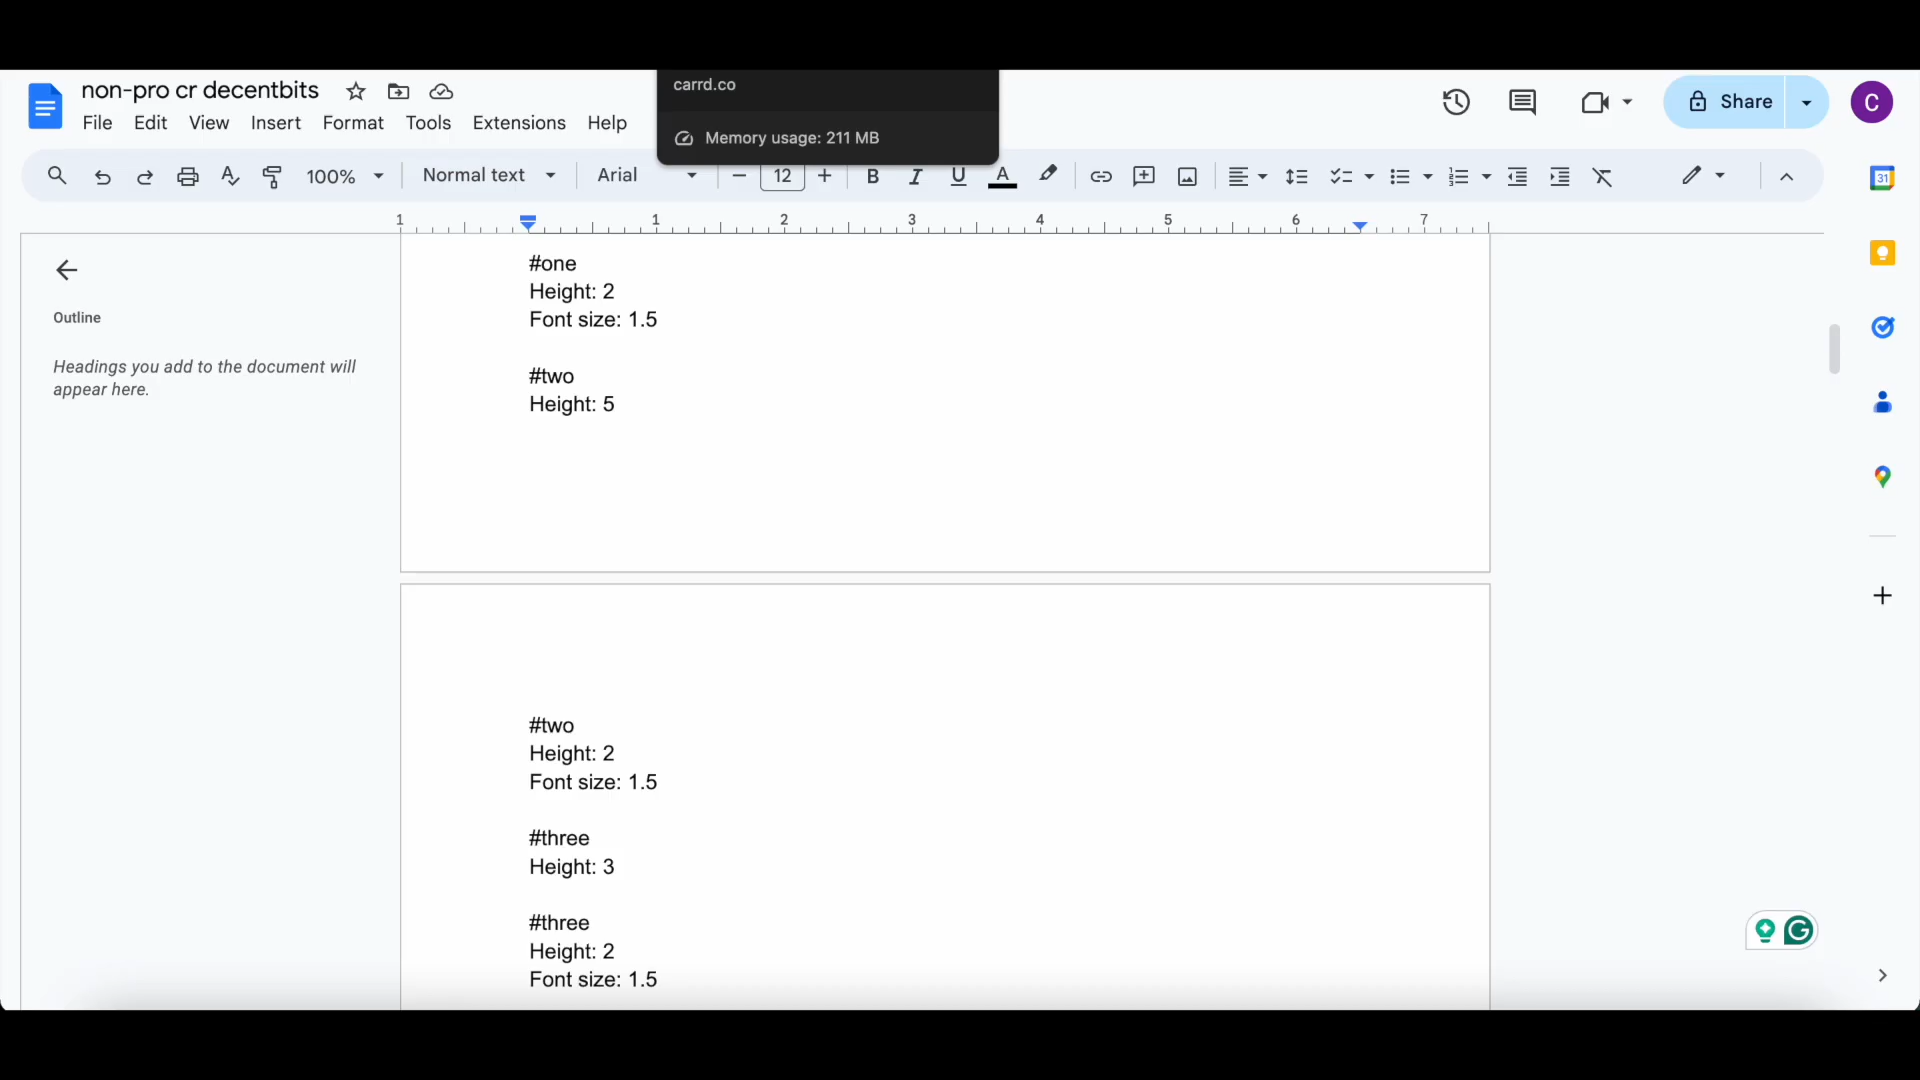 non-pro cr decentbits
carrd.co
Memory usage: 211 MB
File Edit View Insert Format Tools Extensions Help
Share
C
100% Normal text Arial 12 B I U A
31
1 1 2 3 4 5 6 7
Outline
Headings you add to the document will
appear here.
#one
Height: 2
Font size: 1.5
#two
Height: 5
#two
Height: 2
Font size: 1.5
#three
Height: 3
#three
Height: 2
Font size: 1.5